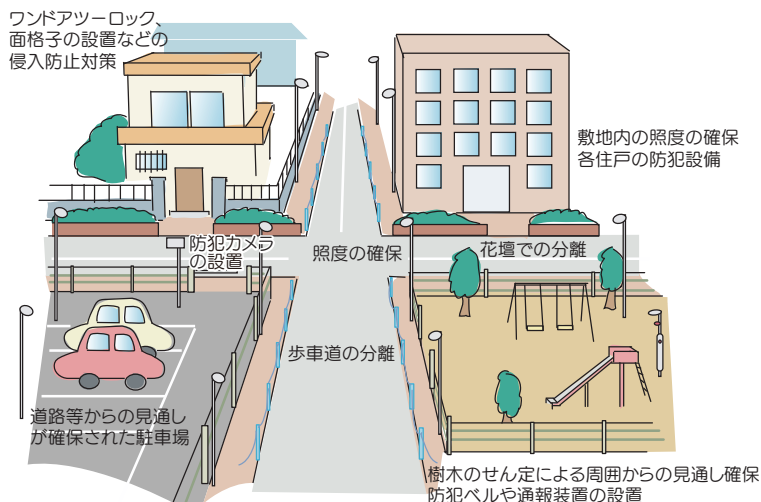 ワンドアツーロック、
面格子の設置などの
侵入防止対策
敷地内の照度の確保
各住戸の防犯設備
防犯カメラ
の設置
照度の確保
花壇での分離
歩車道の分離
道路等からの見通し
が確保された駐車場
樹木のせん定による周囲からの見通し確保
防犯ベルや通報装置の設置